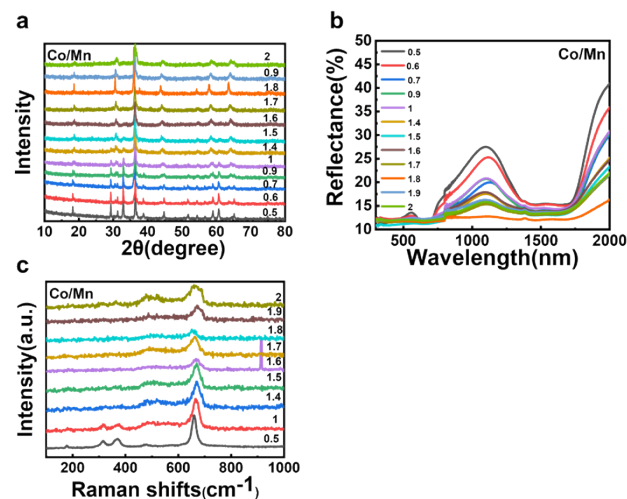 a
Co/Mn
Intensity
2
0.9
1.8
1.7
1.6
1.5
1.4
1
0.9
0.7
0.6
0.5
10 20 30 40 50 60 70 80
2θ(degree)
b
Co/Mn
Reflectance(%)
50
45
40
35
30
25
20
15
10
0.5
0.6
0.7
0.9
1
1.4
1.5
1.6
1.7
1.8
1.9
2
500 1000 1500 2000
Wavelength(nm)
c
Co/Mn
Intensity(a.u.)
2
1.9
1.8
1.7
1.6
1.5
1.4
1
0.5
200 400 600 800 1000
Raman shifts(cm-1)